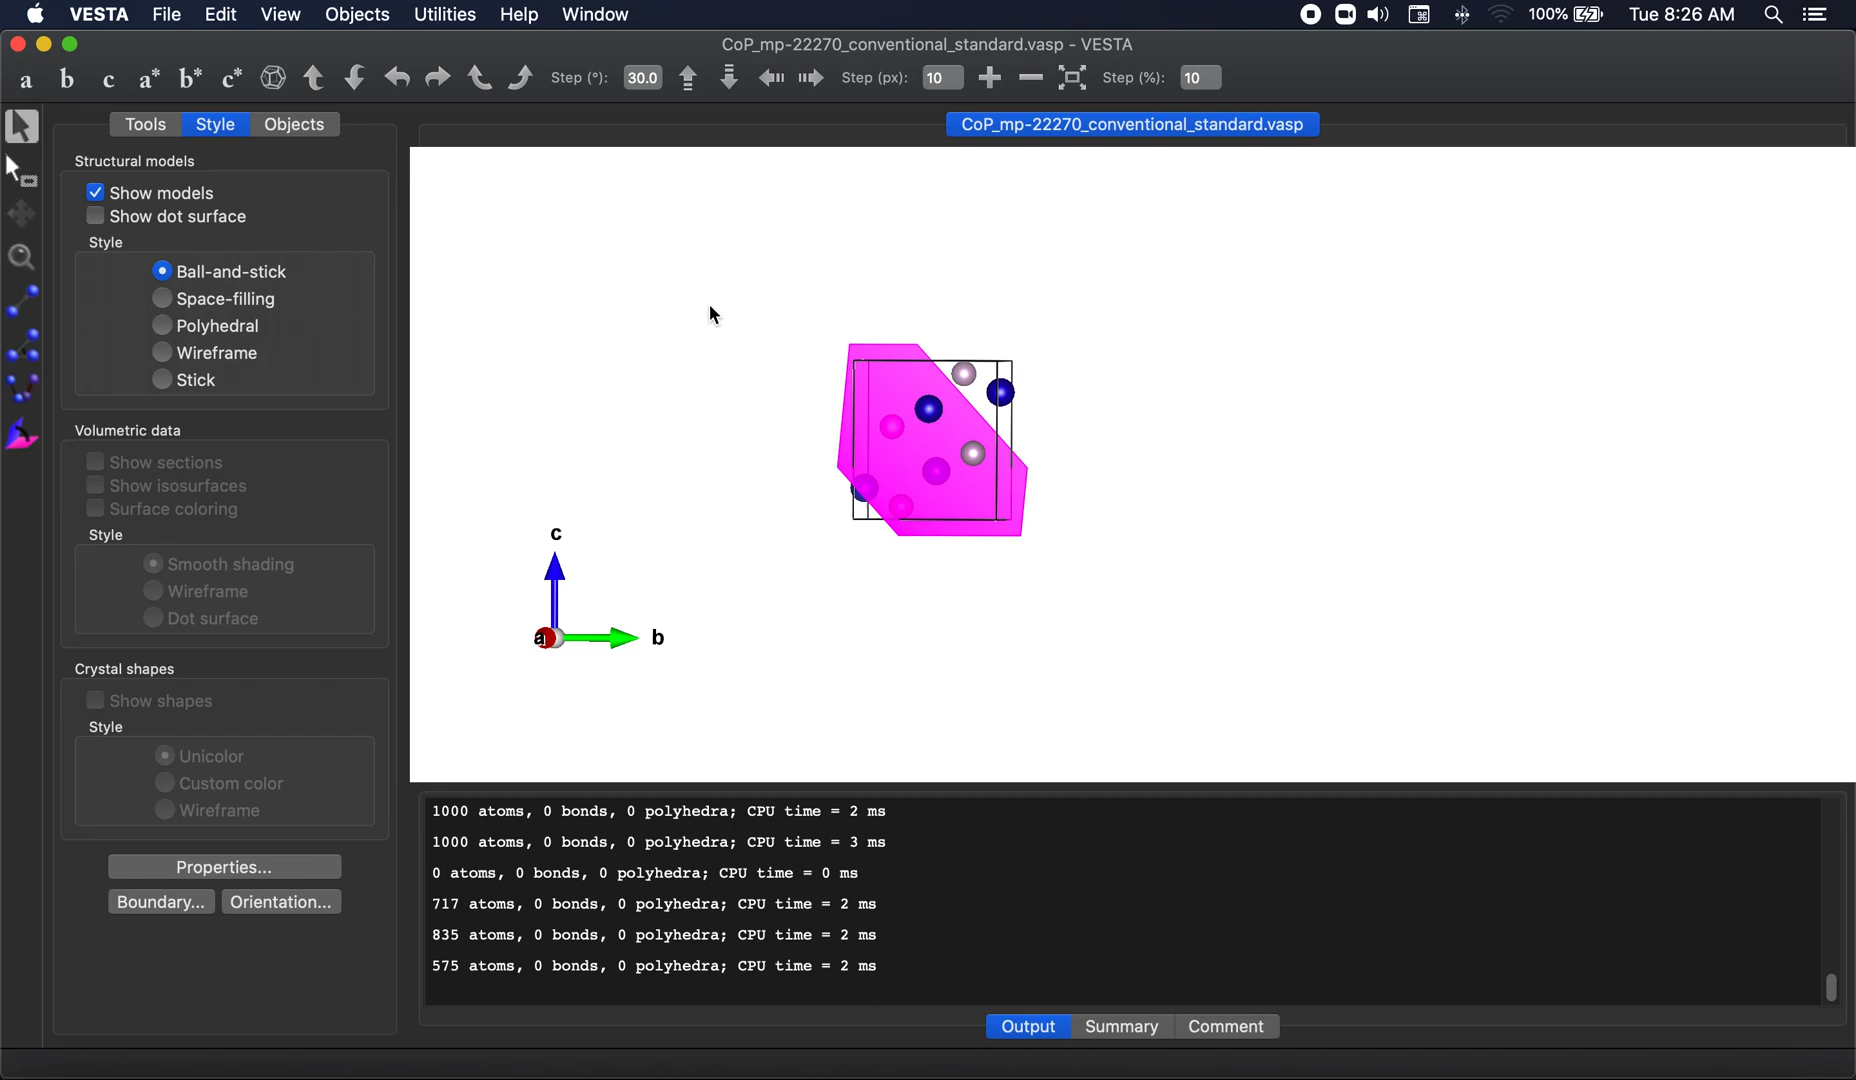 VESTA File Edit View Objects Utilities Help Window 100% Tue 8:26 AM
CoP_mp-22270_conventional_standard.vasp - VESTA
a b c a* b* c* Step (°): 30.0 Step (px): 10 Step (%): 10
Tools Style Objects
CoP_mp-22270_conventional_standard.vasp
Structural models
Show models
Show dot surface
Style
Ball-and-stick
Space-filling
Polyhedral
Wireframe
Stick
Volumetric data
Show sections
Show isosurfaces
Surface coloring
Style
Smooth shading
Wireframe
Dot surface
Crystal shapes
Show shapes
Style
Unicolor
Custom color
Wireframe
Properties...
Boundary... Orientation...
c
a b
1000 atoms, 0 bonds, 0 polyhedra; CPU time = 2 ms
1000 atoms, 0 bonds, 0 polyhedra; CPU time = 3 ms
0 atoms, 0 bonds, 0 polyhedra; CPU time = 0 ms
717 atoms, 0 bonds, 0 polyhedra; CPU time = 2 ms
835 atoms, 0 bonds, 0 polyhedra; CPU time = 2 ms
575 atoms, 0 bonds, 0 polyhedra; CPU time = 2 ms
Output Summary Comment